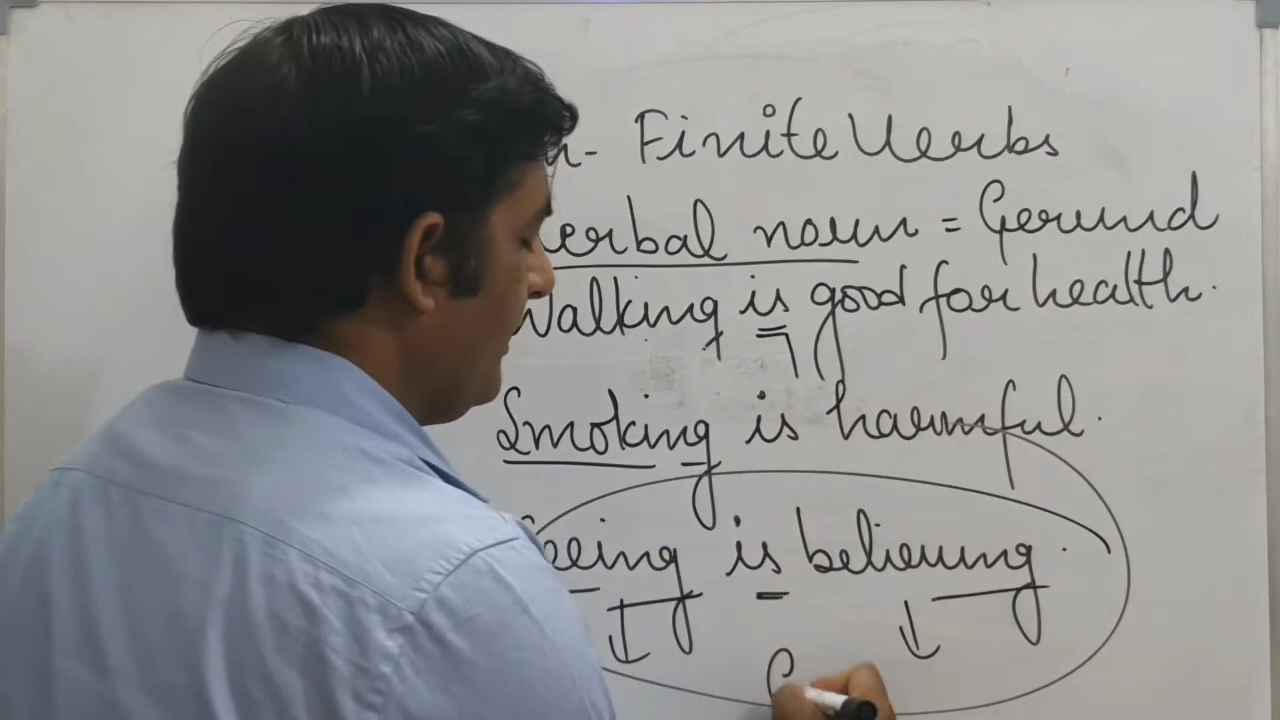 n- Finite Verbs
erbal noun = Gerund
Walking is good for health.
Smoking is harmful.
eeing is believing.
G